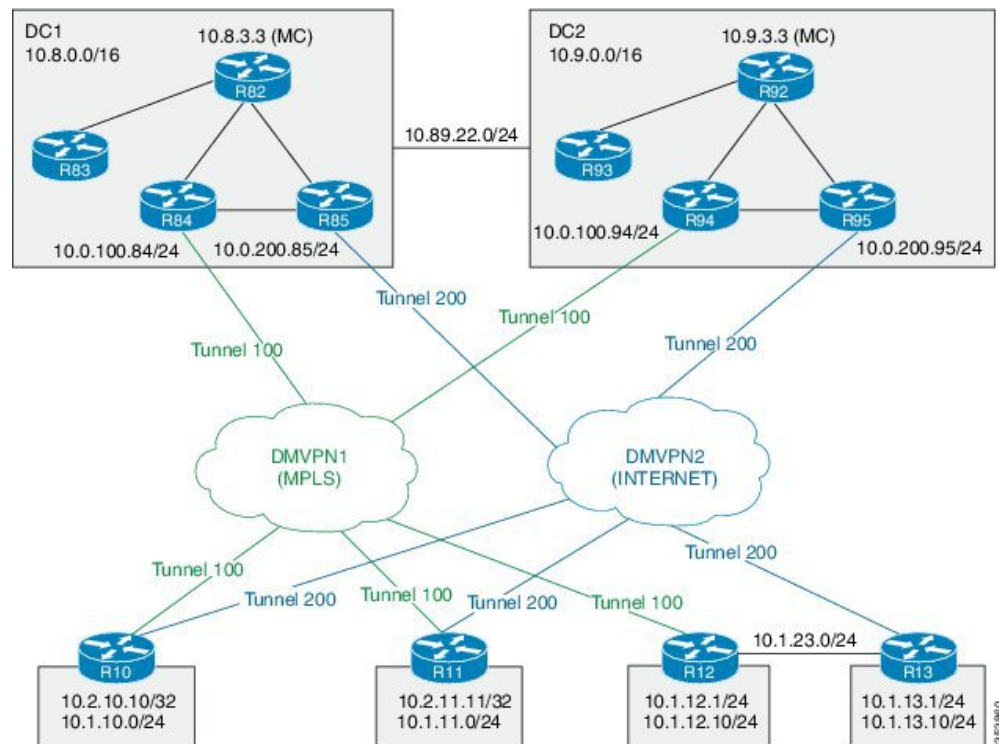 DC1
10.8.0.0/16
10.8.3.3 (MC)
R82
R83
R84
R85
10.0.100.84/24
10.0.200.85/24
10.89.22.0/24
DC2
10.9.0.0/16
10.9.3.3 (MC)
R92
R93
R94
R95
10.0.100.94/24
10.0.200.95/24
Tunnel 200
Tunnel 100
Tunnel 100
Tunnel 200
DMVPN1
(MPLS)
DMVPN2
(INTERNET)
Tunnel 100
Tunnel 200
Tunnel 100
Tunnel 200
Tunnel 100
Tunnel 200
R10
10.2.10.10/32
10.1.10.0/24
R11
10.2.11.11/32
10.1.11.0/24
R12
10.1.12.1/24
10.1.12.10/24
10.1.23.0/24
R13
10.1.13.1/24
10.1.13.10/24